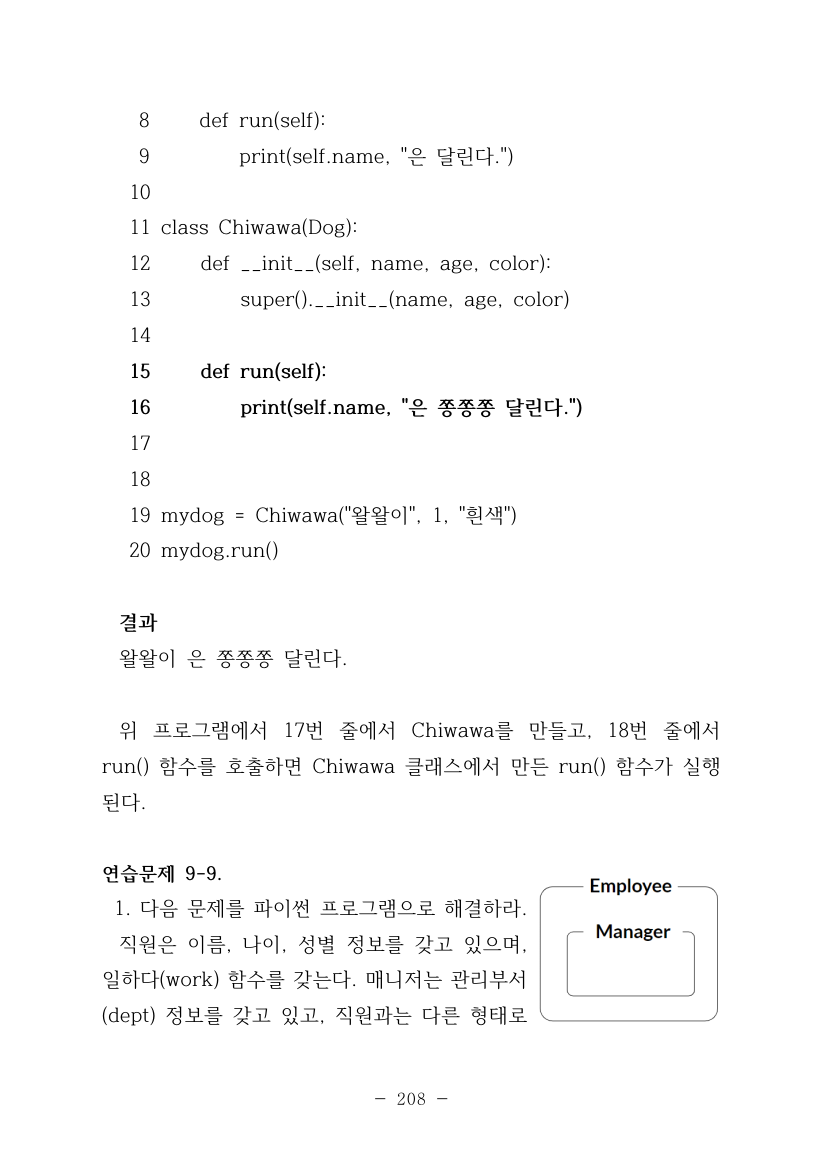 8 def run(self):
9 print(self.name, "은 달린다.")
10
11 class Chiwawa(Dog):
12 def __init__(self, name, age, color):
13 super().__init__(name, age, color)
14
15 def run(self):
16 print(self.name, "은 쫑쫑쫑 달린다.")
17
18
19 mydog = Chiwawa("왈왈이", 1, "흰색")
20 mydog.run()
결과
왈왈이 은 쫑쫑쫑 달린다.
위 프로그램에서 17번 줄에서 Chiwawa를 만들고, 18번 줄에서
run() 함수를 호출하면 Chiwawa 클래스에서 만든 run() 함수가 실행
된다.
연습문제 9-9.
1. 다음 문제를 파이썬 프로그램으로 해결하라.
직원은 이름, 나이, 성별 정보를 갖고 있으며,
일하다(work) 함수를 갖는다. 매니저는 관리부서
(dept) 정보를 갖고 있고, 직원과는 다른 형태로
Employee
Manager
- 208 -